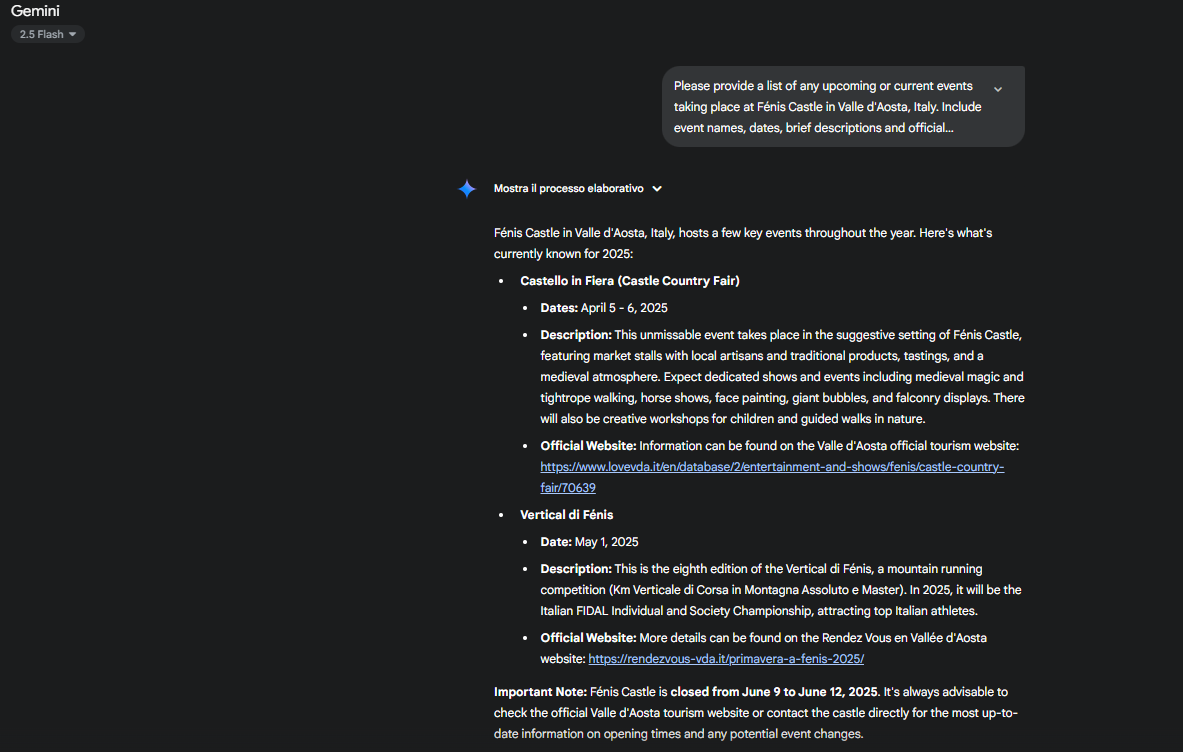 Gemini
2.5 Flash
Please provide a list of any upcoming or current events
taking place at Fénis Castle in Valle d'Aosta, Italy. Include
event names, dates, brief descriptions and official...
Mostra il processo elaborativo
Fénis Castle in Valle d'Aosta, Italy, hosts a few key events throughout the year. Here's what's
currently known for 2025:
• Castello in Fiera (Castle Country Fair)
• Dates: April 5 - 6, 2025
• Description: This unmissable event takes place in the suggestive setting of Fénis Castle,
featuring market stalls with local artisans and traditional products, tastings, and a
medieval atmosphere. Expect dedicated shows and events including medieval magic and
tightrope walking, horse shows, face painting, giant bubbles, and falconry displays. There
will also be creative workshops for children and guided walks in nature.
• Official Website: Information can be found on the Valle d'Aosta official tourism website:
https://www.lovevda.it/en/database/2/entertainment-and-shows/fenis/castle-country-
fair/70639
• Vertical di Fénis
• Date: May 1, 2025
• Description: This is the eighth edition of the Vertical di Fénis, a mountain running
competition (Km Verticale di Corsa in Montagna Assoluto e Master). In 2025, it will be the
Italian FIDAL Individual and Society Championship, attracting top Italian athletes.
• Official Website: More details can be found on the Rendez Vous en Vallée d'Aosta
website: https://rendezvous-vda.it/primavera-a-fenis-2025/
Important Note: Fénis Castle is closed from June 9 to June 12, 2025. It's always advisable to
check the official Valle d'Aosta tourism website or contact the castle directly for the most up-to-
date information on opening times and any potential event changes.